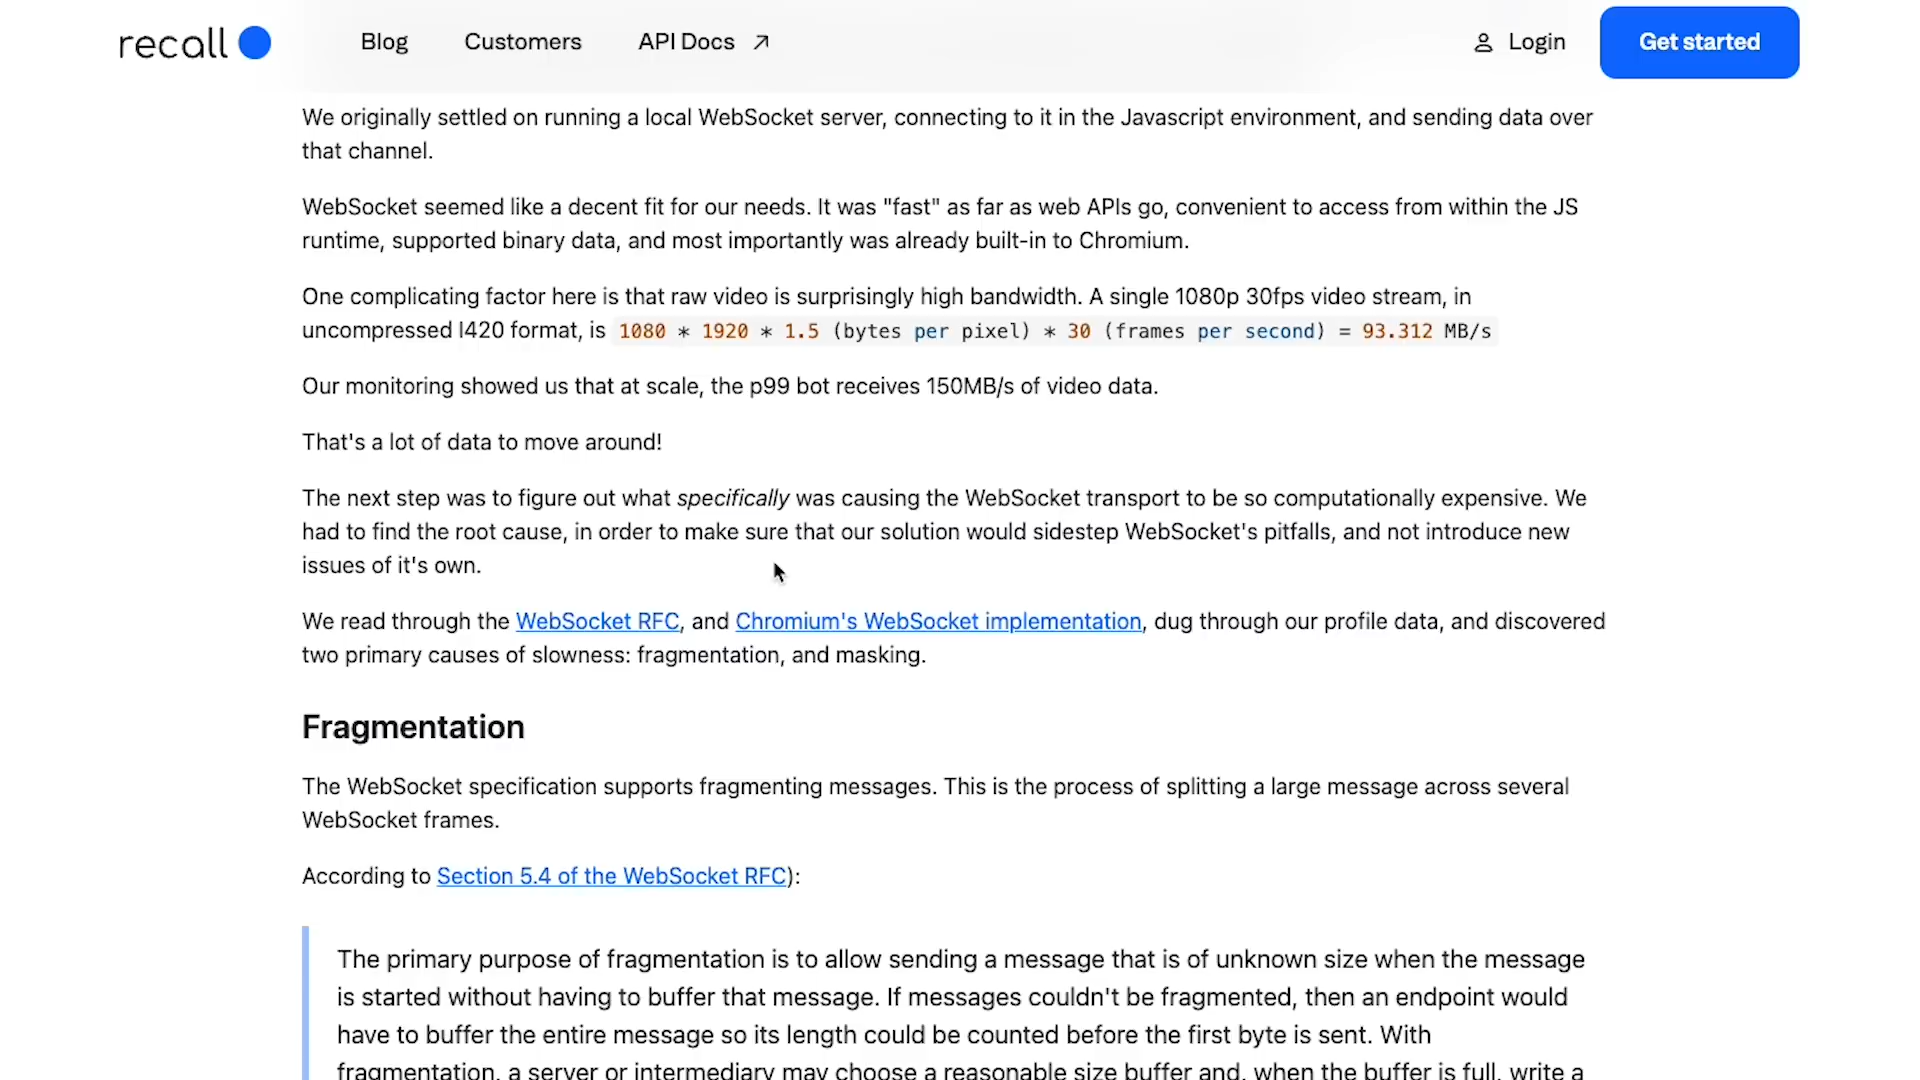 recall
Blog
Customers
API Docs
Login
Get started
We originally settled on running a local WebSocket server, connecting to it in the Javascript environment, and sending data over
that channel.
WebSocket seemed like a decent fit for our needs. It was "fast" as far as web APIs go, convenient to access from within the JS
runtime, supported binary data, and most importantly was already built-in to Chromium.
One complicating factor here is that raw video is surprisingly high bandwidth. A single 1080p 30fps video stream, in
uncompressed I420 format, is 1080 * 1920 * 1.5 (bytes per pixel) * 30 (frames per second) = 93.312 MB/s
Our monitoring showed us that at scale, the p99 bot receives 150MB/s of video data.
That's a lot of data to move around!
The next step was to figure out what specifically was causing the WebSocket transport to be so computationally expensive. We
had to find the root cause, in order to make sure that our solution would sidestep WebSocket's pitfalls, and not introduce new
issues of it's own.
We read through the WebSocket RFC, and Chromium's WebSocket implementation, dug through our profile data, and discovered
two primary causes of slowness: fragmentation, and masking.
Fragmentation
The WebSocket specification supports fragmenting messages. This is the process of splitting a large message across several
WebSocket frames.
According to Section 5.4 of the WebSocket RFC):
The primary purpose of fragmentation is to allow sending a message that is of unknown size when the message
is started without having to buffer that message. If messages couldn't be fragmented, then an endpoint would
have to buffer the entire message so its length could be counted before the first byte is sent. With
fragmentation, a server or intermediary may choose a reasonable size buffer and, when the buffer is full, write a